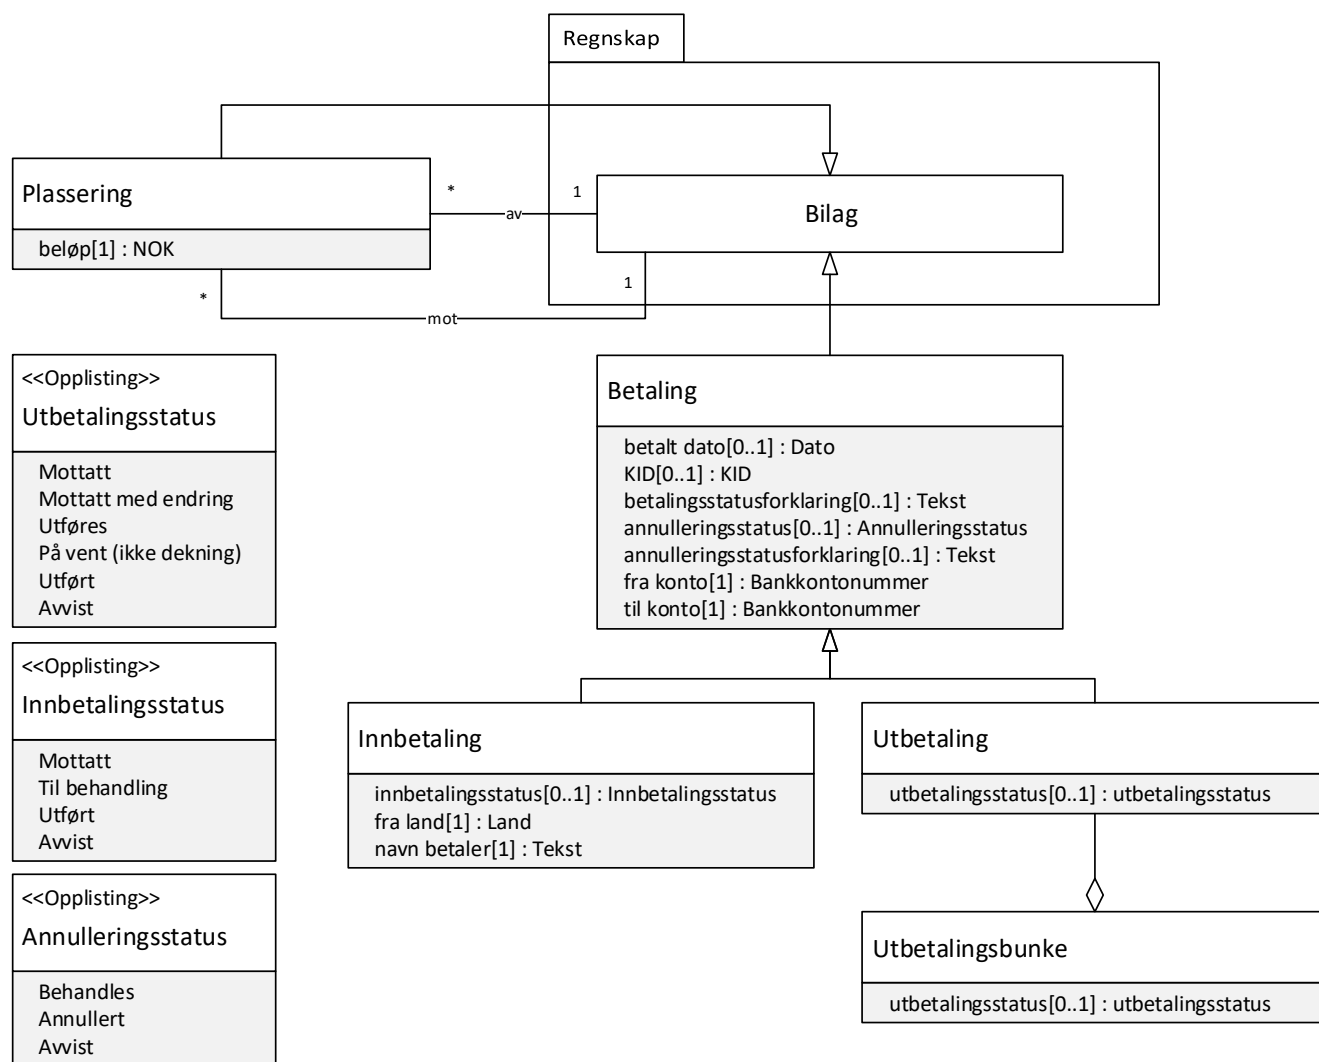 Regnskap
Plassering
beløp[1] : NOK
*
1
av
Bilag
*
1
mot
<<Opplisting>>
Utbetalingsstatus
Mottatt
Mottatt med endring
Utføres
På vent (ikke dekning)
Utført
Avvist
Betaling
betalt dato[0..1] : Dato
KID[0..1] : KID
betalingsstatusforklaring[0..1] : Tekst
annulleringsstatus[0..1] : Annulleringsstatus
annulleringsstatusforklaring[0..1] : Tekst
fra konto[1] : Bankkontonummer
til konto[1] : Bankkontonummer
<<Opplisting>>
Innbetalingsstatus
Mottatt
Til behandling
Utført
Avvist
Innbetaling
innbetalingsstatus[0..1] : Innbetalingsstatus
fra land[1] : Land
navn betaler[1] : Tekst
Utbetaling
utbetalingsstatus[0..1] : utbetalingsstatus
<<Opplisting>>
Annulleringsstatus
Behandles
Annullert
Avvist
Utbetalingsbunke
utbetalingsstatus[0..1] : utbetalingsstatus